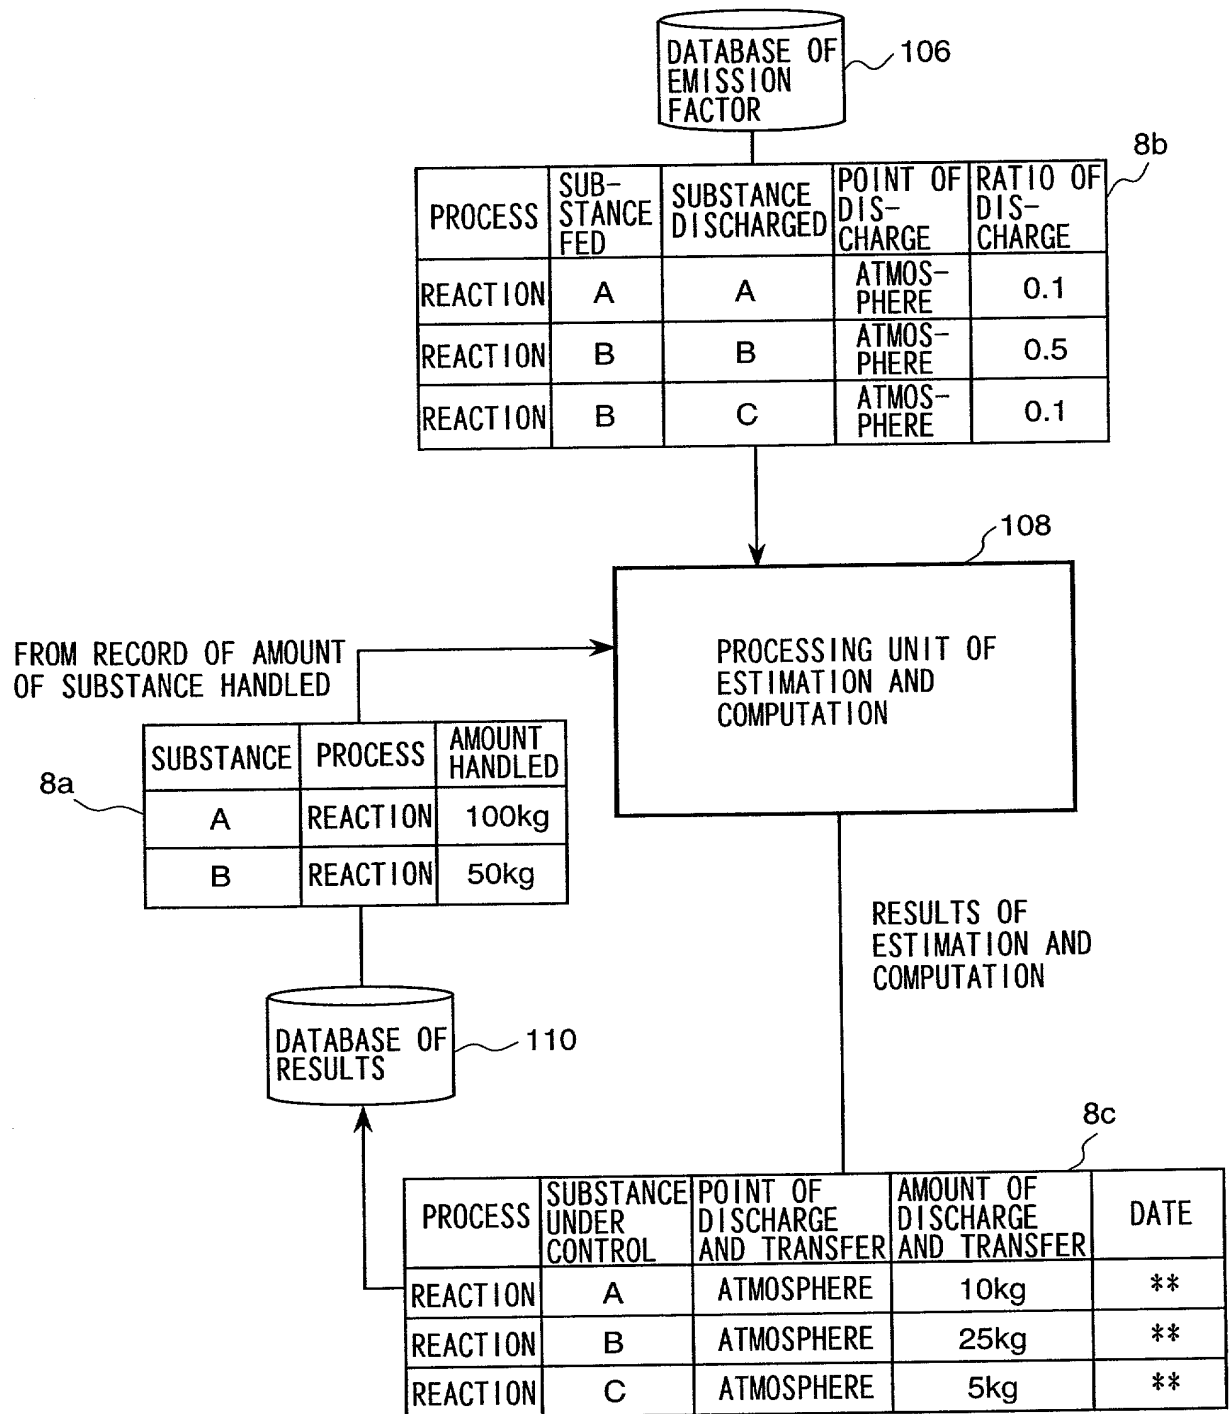 DATABASE OF
EMISSION
FACTOR
106
8b
PROCESS
SUB-
STANCE
FED
SUBSTANCE
DISCHARGED
POINT OF
DIS-
CHARGE
RATIO OF
DIS-
CHARGE
REACTION
A
A
ATMOS-
PHERE
0.1
REACTION
B
B
ATMOS-
PHERE
0.5
REACTION
B
C
ATMOS-
PHERE
0.1
108
PROCESSING UNIT OF
ESTIMATION AND
COMPUTATION
FROM RECORD OF AMOUNT
OF SUBSTANCE HANDLED
8a
SUBSTANCE
PROCESS
AMOUNT
HANDLED
A
REACTION
100kg
B
REACTION
50kg
RESULTS OF
ESTIMATION AND
COMPUTATION
DATABASE OF
RESULTS
110
8c
PROCESS
SUBSTANCE
UNDER
CONTROL
POINT OF
DISCHARGE
AND TRANSFER
AMOUNT OF
DISCHARGE
AND TRANSFER
DATE
REACTION
A
ATMOSPHERE
10kg
**
REACTION
B
ATMOSPHERE
25kg
**
REACTION
C
ATMOSPHERE
5kg
**